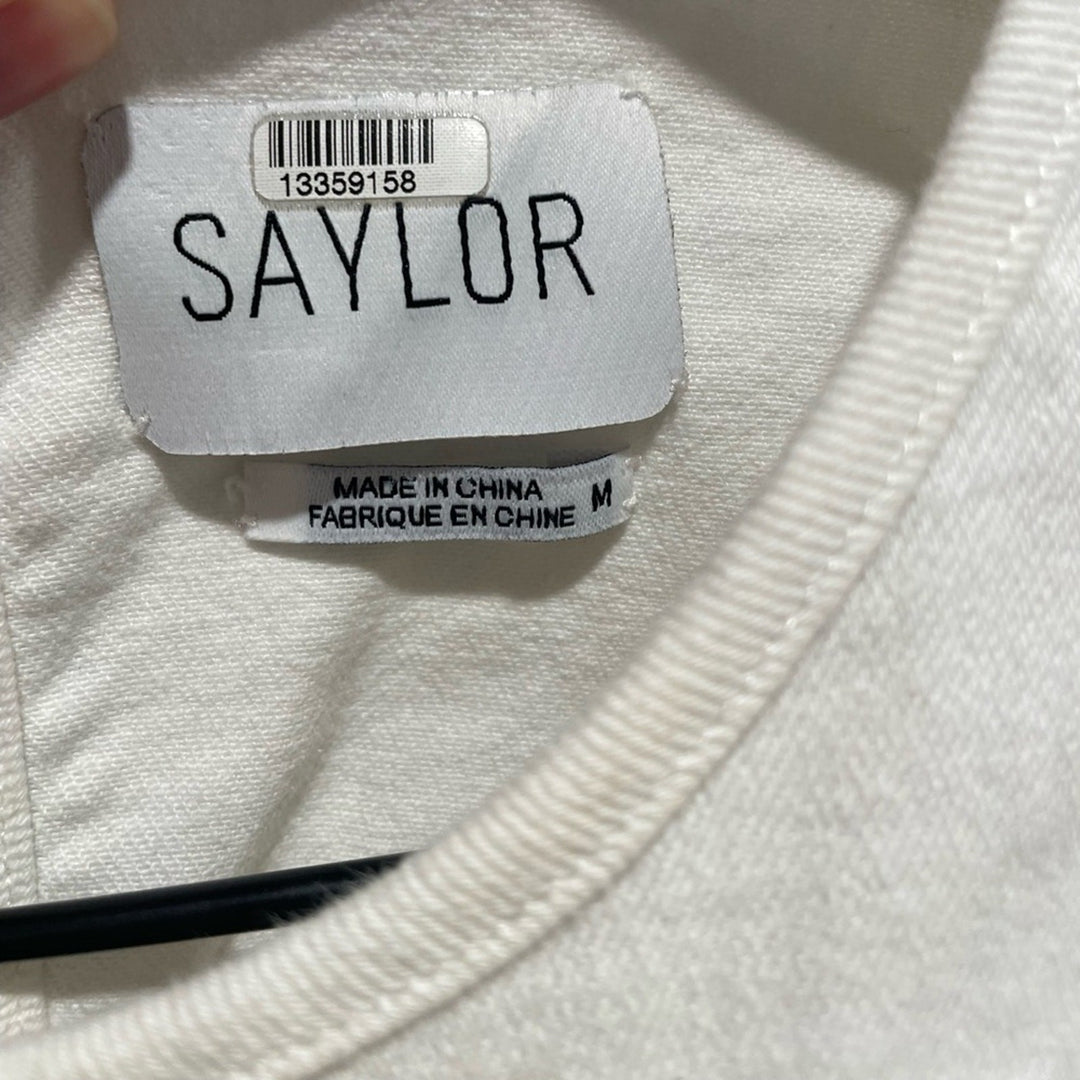 13359158
SAYLOR
MADE IN CHINA
FABRIQUE EN CHINE
M